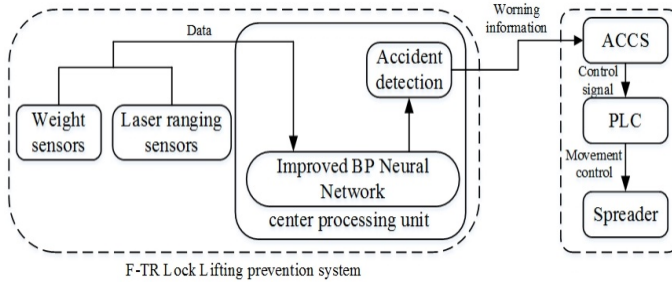 Data
Weight
sensors
Laser ranging
sensors
Accident
detection
Improved BP Neural
Network
center processing unit
F-TR Lock Lifting prevention system
Worning
information
ACCS
Control
signal
PLC
Movement
control
Spreader